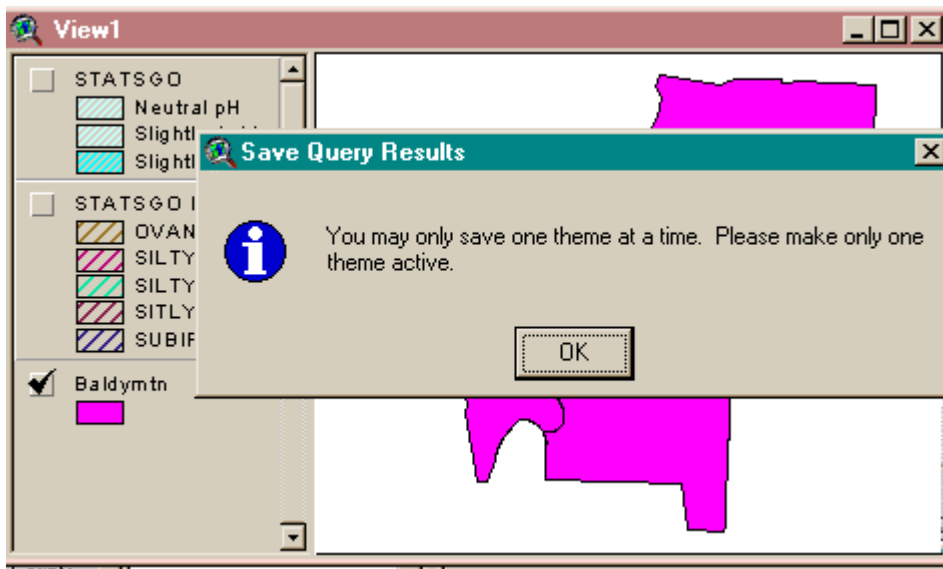 View1
STATSGO
Neutral pH
Slightl
Slightl
STATSGO
OVAN
SILTY
SILTY
SITLY
SUBIF
Baldymtn
Save Query Results
You may only save one theme at a time. Please make only one
theme active.
OK